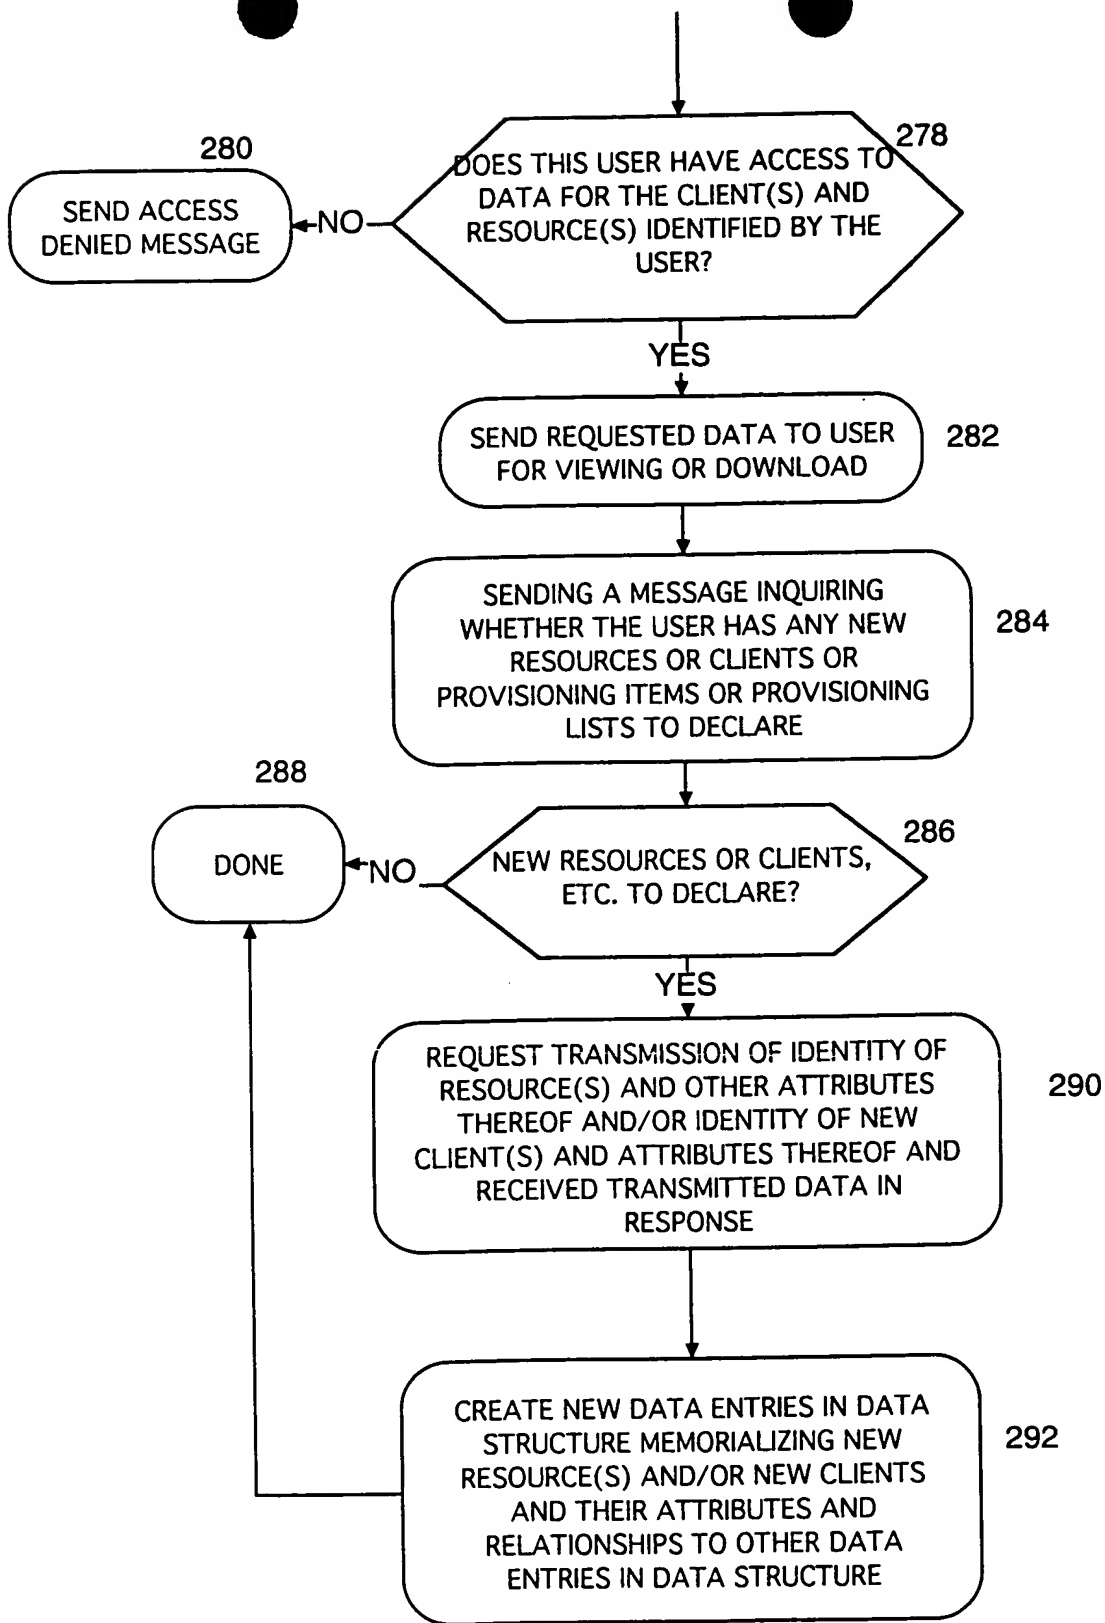 280
278
SEND ACCESS
DENIED MESSAGE
NO
DOES THIS USER HAVE ACCESS TO
DATA FOR THE CLIENT(S) AND
RESOURCE(S) IDENTIFIED BY THE
USER?
YES
SEND REQUESTED DATA TO USER
FOR VIEWING OR DOWNLOAD
282
SENDING A MESSAGE INQUIRING
WHETHER THE USER HAS ANY NEW
RESOURCES OR CLIENTS OR
PROVISIONING ITEMS OR PROVISIONING
LISTS TO DECLARE
284
288
286
DONE
NO
NEW RESOURCES OR CLIENTS,
ETC. TO DECLARE?
YES
REQUEST TRANSMISSION OF IDENTITY OF
RESOURCE(S) AND OTHER ATTRIBUTES
THEREOF AND/OR IDENTITY OF NEW
CLIENT(S) AND ATTRIBUTES THEREOF AND
RECEIVED TRANSMITTED DATA IN
RESPONSE
290
CREATE NEW DATA ENTRIES IN DATA
STRUCTURE MEMORIALIZING NEW
RESOURCE(S) AND/OR NEW CLIENTS
AND THEIR ATTRIBUTES AND
RELATIONSHIPS TO OTHER DATA
ENTRIES IN DATA STRUCTURE
292